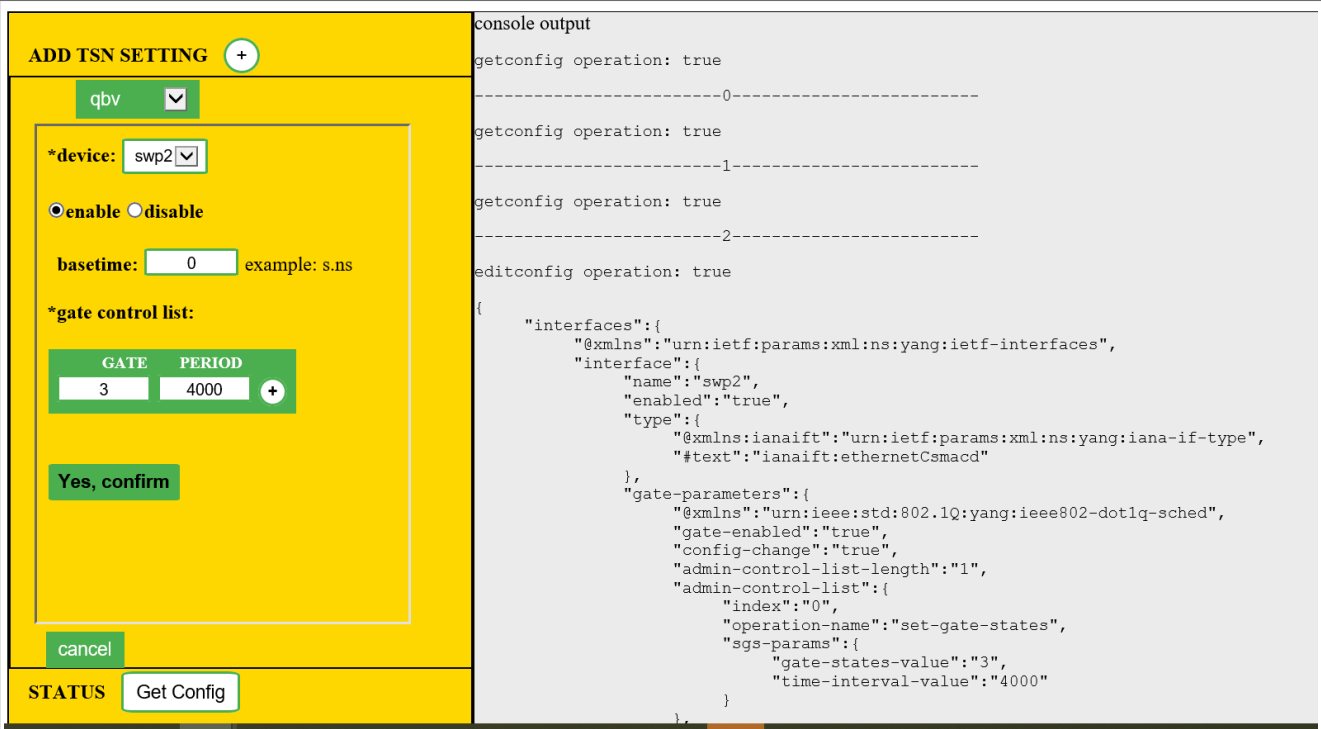 ADD TSN SETTING +
qbv
*device: swp2
enable disable
basetime: 0 example: s.ns
*gate control list:
GATE PERIOD
3 4000 +
Yes, confirm
cancel
STATUS Get Config
console output
getconfig operation: true
-------------------------0-------------------------
getconfig operation: true
-------------------------1-------------------------
getconfig operation: true
-------------------------2-------------------------
editconfig operation: true
{
"interfaces":{
"@xmlns":"urn:ietf:params:xml:ns:yang:ietf-interfaces",
"interface":{
"name":"swp2",
"enabled":"true",
"type":{
"@xmlns:ianaift":"urn:ietf:params:xml:ns:yang:iana-if-type",
"#text":"ianaift:ethernetCsmacd"
},
"gate-parameters":{
"@xmlns":"urn:ieee:std:802.1Q:yang:ieee802-dot1q-sched",
"gate-enabled":"true",
"config-change":"true",
"admin-control-list-length":"1",
"admin-control-list":{
"index":"0",
"operation-name":"set-gate-states",
"sgs-params":{
"gate-states-value":"3",
"time-interval-value":"4000"
}
},